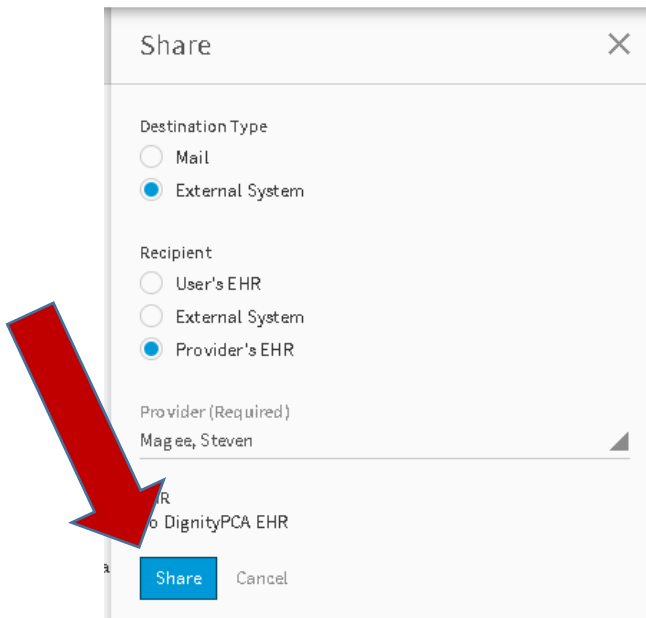 Share
Destination Type
Mail
External System
Recipient
User's EHR
External System
Provider's EHR
Provider (Required)
Magee, Steven
DignityPCA EHR
Share Cancel